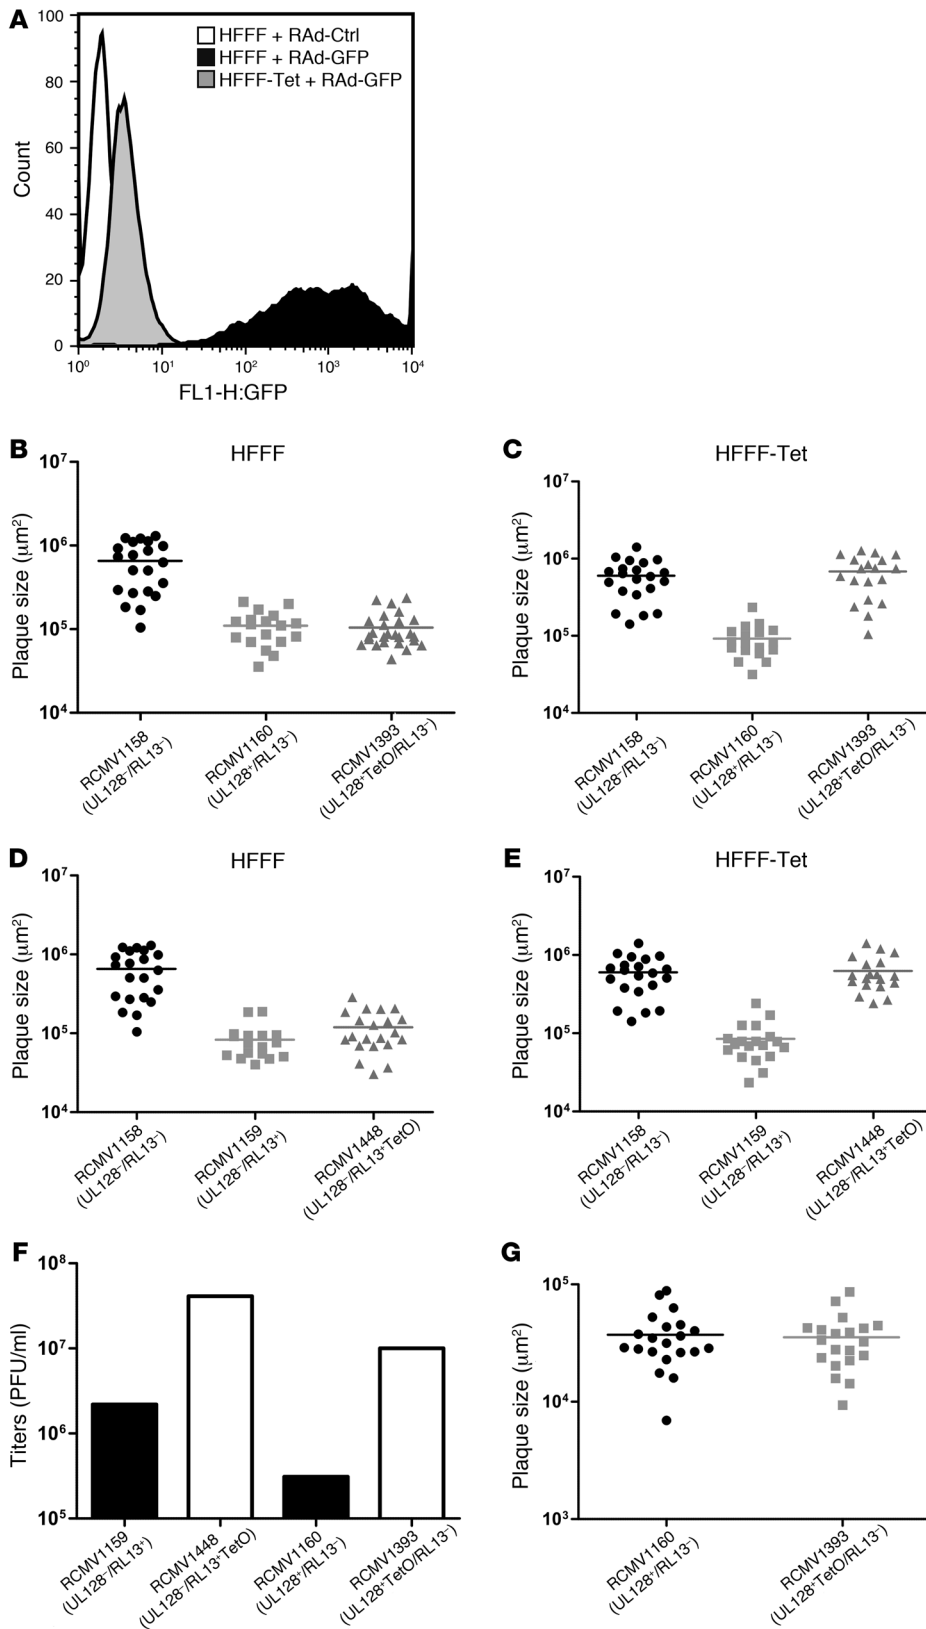 A
100
80
60
40
20
0
Count
HFFF + RAd-Ctrl
HFFF + RAd-GFP
HFFF-Tet + RAd-GFP
10⁰ 10¹ 10² 10³ 10⁴
FL1-H:GFP
B
HFFF
10⁷
10⁶
10⁵
10⁴
Plaque size (μm²)
RCMV1158
(UL128⁻/RL13⁻)
RCMV1160
(UL128⁺/RL13⁻)
RCMV1393
(UL128⁺TetO/RL13⁻)
C
HFFF-Tet
10⁷
10⁶
10⁵
10⁴
Plaque size (μm²)
RCMV1158
(UL128⁻/RL13⁻)
RCMV1160
(UL128⁺/RL13⁻)
RCMV1393
(UL128⁺TetO/RL13⁻)
D
HFFF
10⁷
10⁶
10⁵
10⁴
Plaque size (μm²)
RCMV1158
(UL128⁻/RL13⁻)
RCMV1159
(UL128⁻/RL13⁺)
RCMV1448
(UL128⁻/RL13⁺TetO)
E
HFFF-Tet
10⁷
10⁶
10⁵
10⁴
Plaque size (μm²)
RCMV1158
(UL128⁻/RL13⁻)
RCMV1159
(UL128⁻/RL13⁺)
RCMV1448
(UL128⁻/RL13⁺TetO)
F
10⁸
10⁷
10⁶
10⁵
Titers (PFU/ml)
RCMV1159
(UL128⁻/RL13⁺)
RCMV1448
(UL128⁻/RL13⁺TetO)
RCMV1160
(UL128⁺/RL13⁻)
RCMV1393
(UL128⁺TetO/RL13⁻)
G
10⁵
10⁴
10³
Plaque size (μm²)
RCMV1160
(UL128⁺/RL13⁻)
RCMV1393
(UL128⁺TetO/RL13⁻)